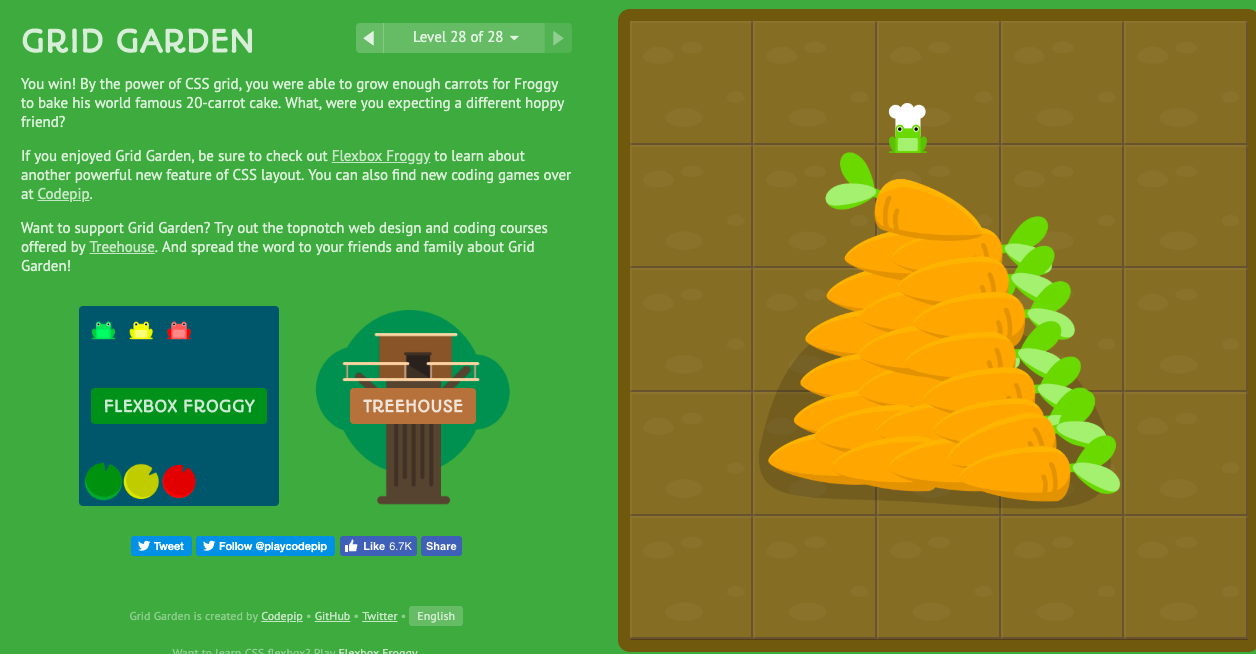 GRID GARDEN
Level 28 of 28
You win! By the power of CSS grid, you were able to grow enough carrots for Froggy
to bake his world famous 20-carrot cake. What, were you expecting a different hoppy
friend?
If you enjoyed Grid Garden, be sure to check out Flexbox Froggy to learn about
another powerful new feature of CSS layout. You can also find new coding games over
at Codepip.
Want to support Grid Garden? Try out the topnotch web design and coding courses
offered by Treehouse. And spread the word to your friends and family about Grid
Garden!
FLEXBOX FROGGY
TREEHOUSE
Tweet Follow @playcodepip Like 6.7K Share
Grid Garden is created by Codepip • GitHub • Twitter • English
Want to learn CSS flexbox? Play Flexbox Froggy